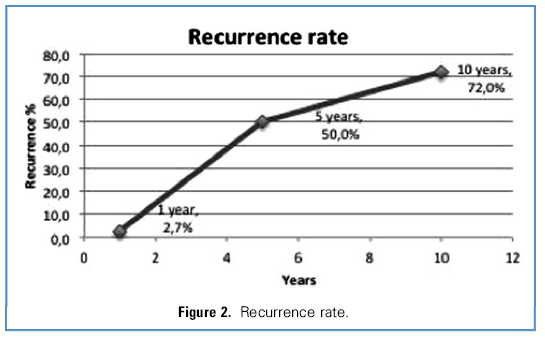 Recurrence rate
80,0
70,0
60,0
50,0
40,0
30,0
20,0
10,0
0,0
Recurrence %
1 year,
2,7%
5 years,
50,0%
10 years,
72,0%
0 2 4 6 8 10 12
Years
Figure 2. Recurrence rate.